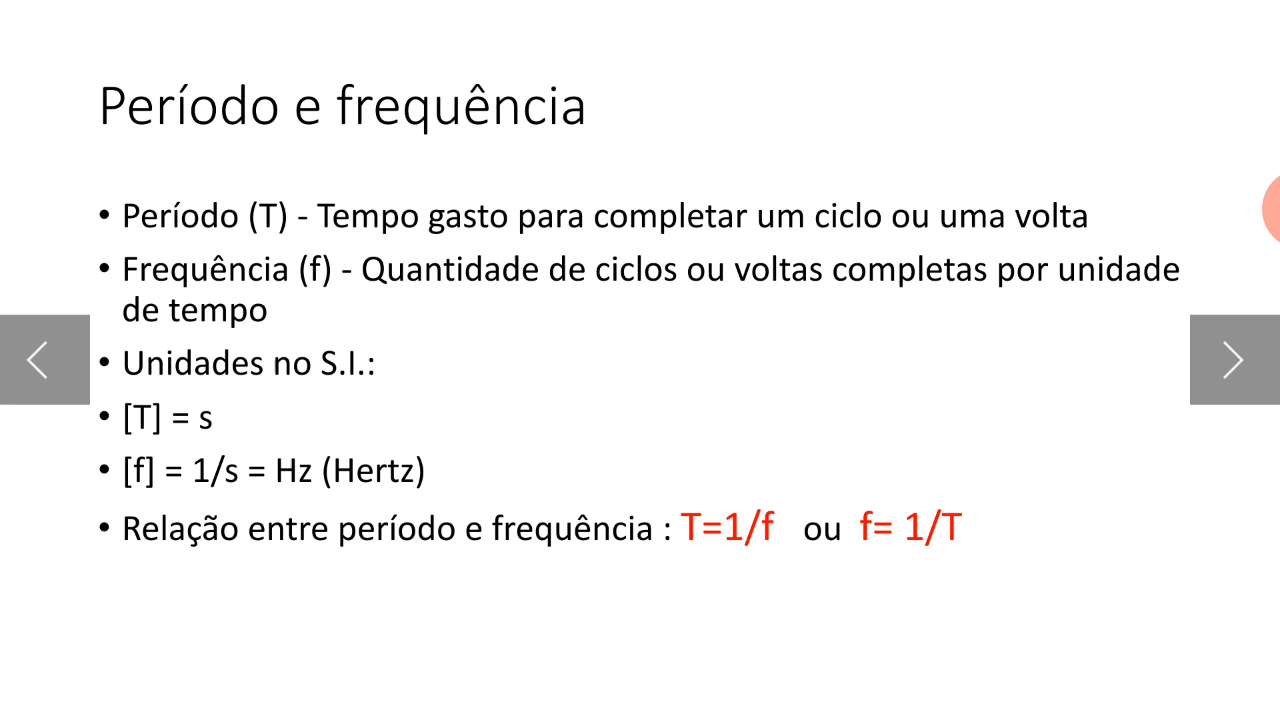 Período e frequência
• Período (T) - Tempo gasto para completar um ciclo ou uma volta
• Frequência (f) - Quantidade de ciclos ou voltas completas por unidade
de tempo
• Unidades no S.I.:
• [T] = s
• [f] = 1/s = Hz (Hertz)
• Relação entre período e frequência : T=1/f ou f= 1/T